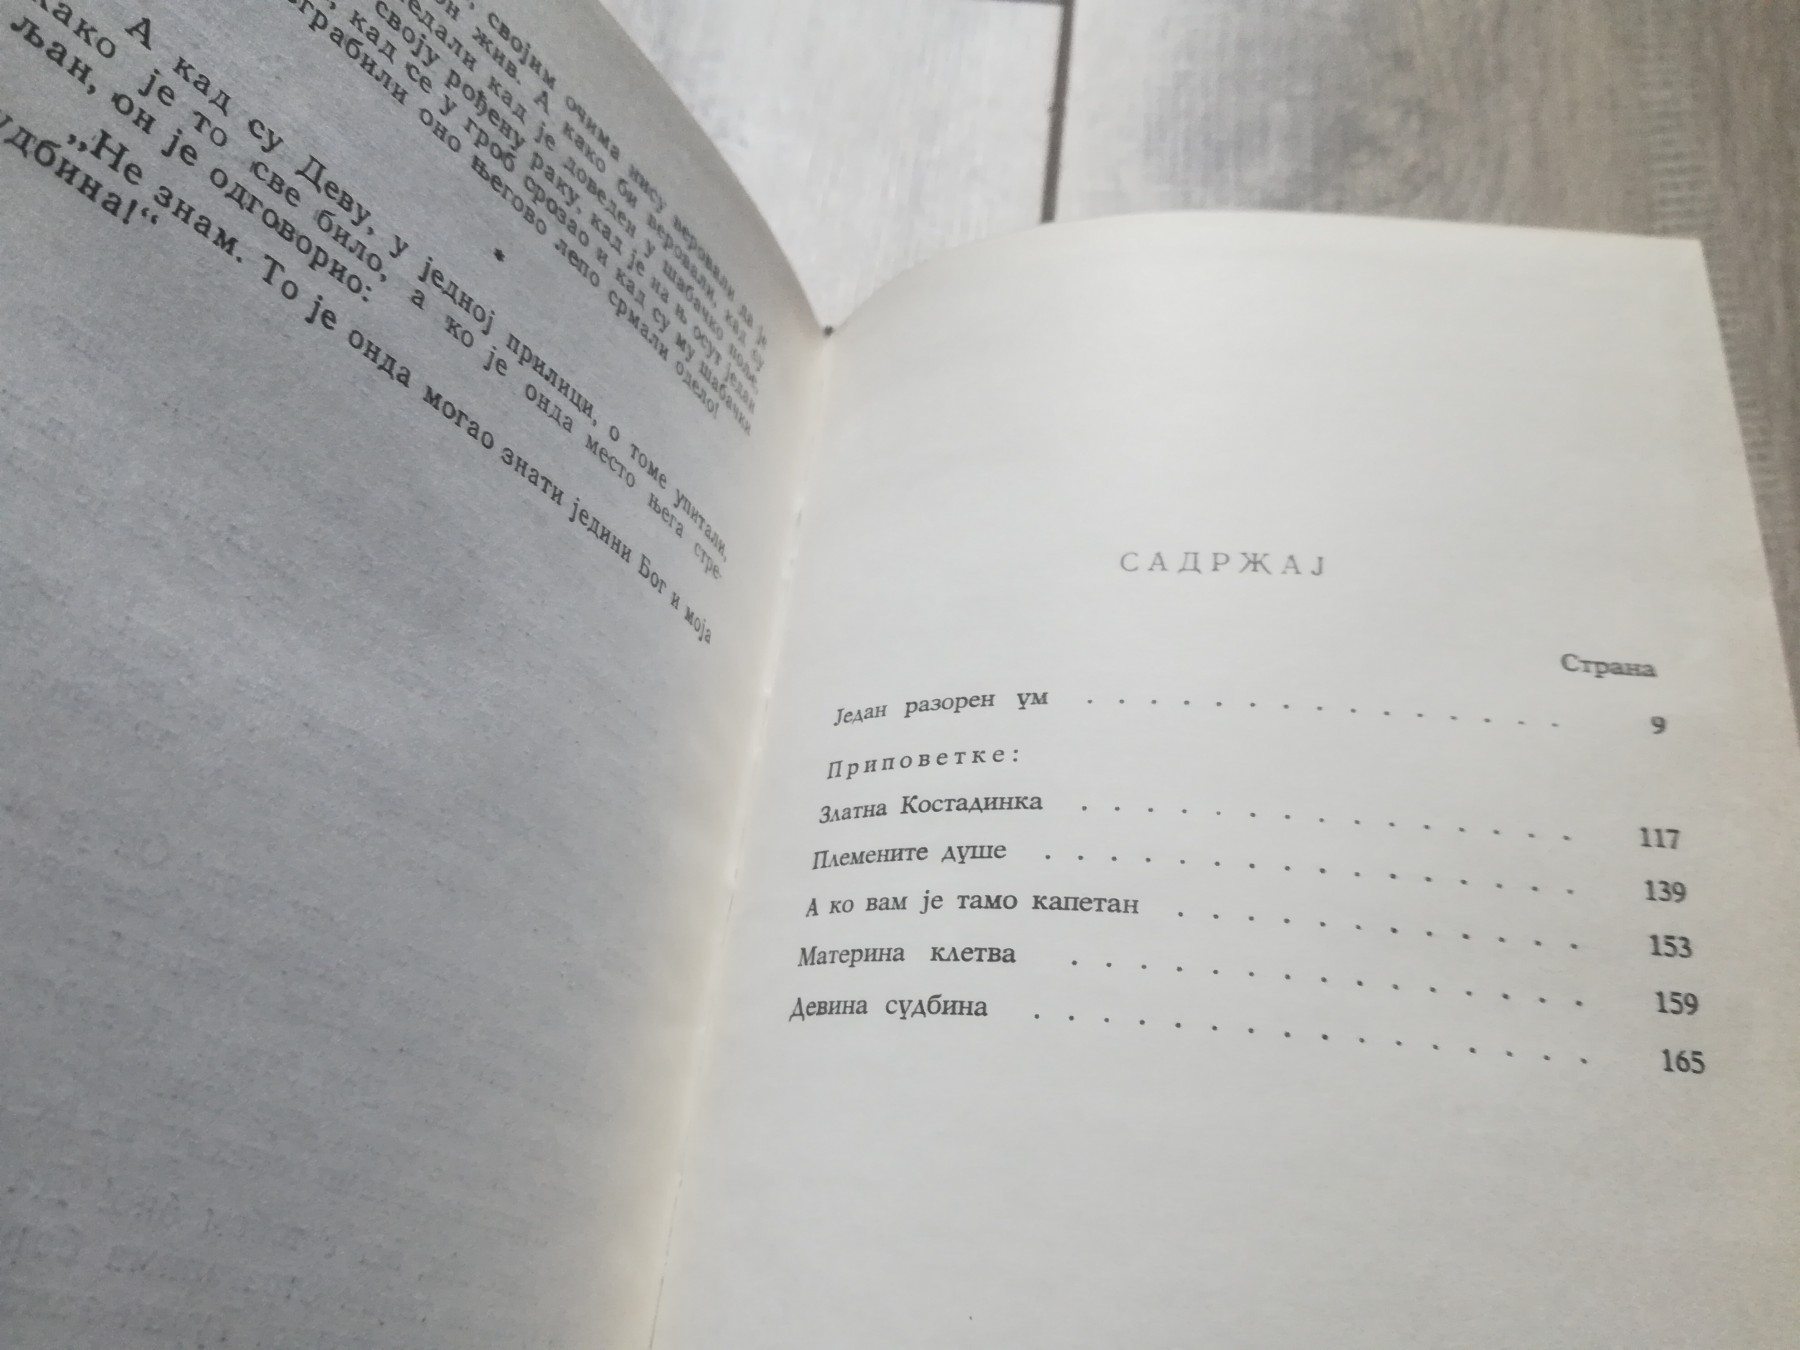 , својим очима нису веровали да је
он жив. А како би веровали, кад су
гледали кад је доведен у шабачко поље,
своју рођену раку, кад је на њ осут један
, кад се у гроб срозао и кад су му шабачки
грабили оно његово лепо срмали одело!
*
А кад су Деву, у једној прилици, о томе упитали,
како је то све било, а ко је онда место њега стре-
љан, он је одговорио:
„Не знам. То је онда могао знати једини Бог и моја
удбина!“
САДРЖАЈ
Страна
Један разорен ум . . . . . . . . . . . . . . . 9
Приповетке:
Златна Костадинка . . . . . . . . . . . . . . . 117
Племените душе . . . . . . . . . . . . . . . . 139
А ко вам је тамо капетан . . . . . . . . . . . . 153
Материна клетва . . . . . . . . . . . . . . . 159
Девина судбина . . . . . . . . . . . . . . . . 165